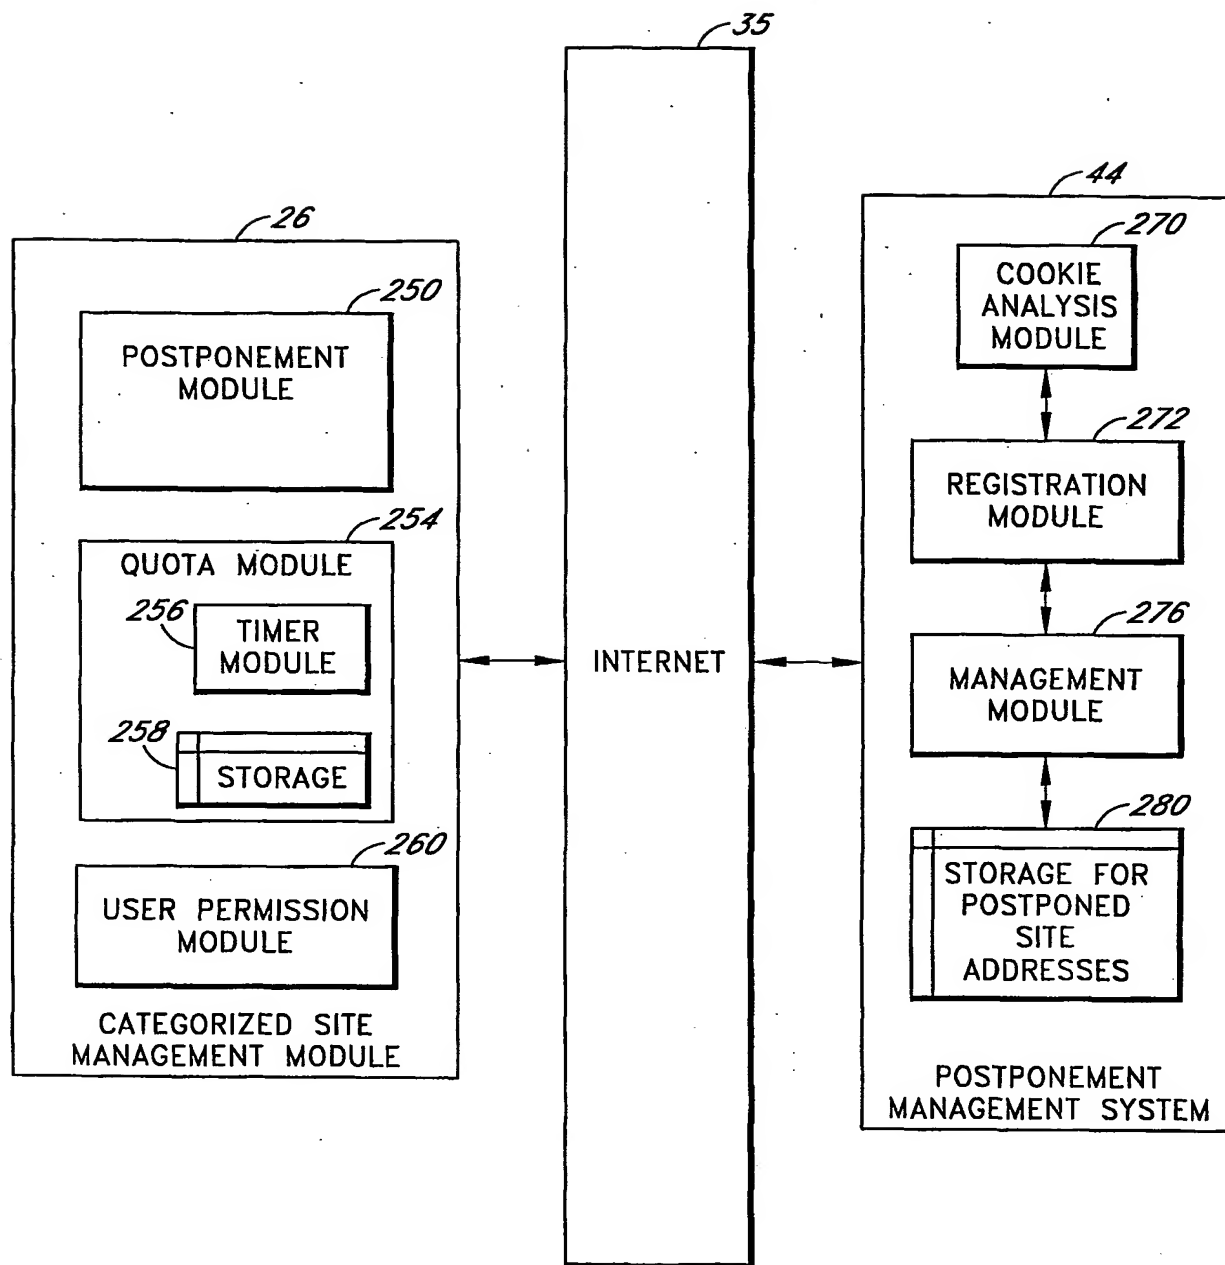 35
26
250
POSTPONEMENT
MODULE
254
QUOTA MODULE
256
TIMER
MODULE
258
STORAGE
260
USER PERMISSION
MODULE
CATEGORIZED SITE
MANAGEMENT MODULE
INTERNET
44
270
COOKIE
ANALYSIS
MODULE
272
REGISTRATION
MODULE
276
MANAGEMENT
MODULE
280
STORAGE FOR
POSTPONED
SITE
ADDRESSES
POSTPONEMENT
MANAGEMENT SYSTEM